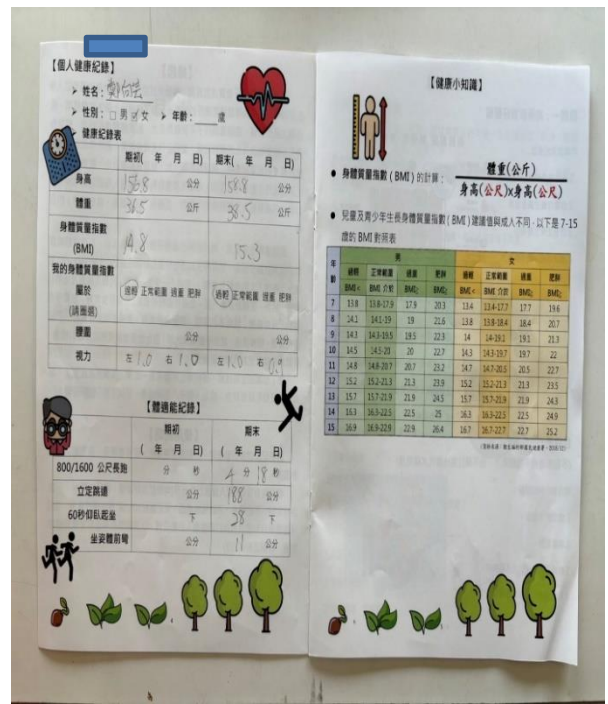 【個人健康紀錄】
➢ 姓名：
➢ 性別：□男 ☑女 ➢ 年齡：____歲
➢ 健康紀錄表
期初( 年 月 日) 期末( 年 月 日)
身高 156.8 公分 158.8 公分
體重 36.5 公斤 38.5 公斤
身體質量指數 (BMI) 14.8 15.3
我的身體質量指數
屬於 過輕 正常範圍 過重 肥胖 過輕 正常範圍 過重 肥胖
(請圈選)
腰圍 公分 公分
視力 左 1.0 右 1.0 左 1.0 右 0.9
【體適能紀錄】
期初 期末
( 年 月 日) ( 年 月 日)
800/1600 公尺長跑 分 秒 4 分 18 秒
立定跳遠 公分 188 公分
60秒仰臥起坐 下 28 下
坐姿體前彎 公分 11 公分
【健康小知識】
● 身體質量指數（BMI）的計算：
體重(公斤)
身高(公尺)x身高(公尺)
● 兒童及青少年生長身體質量指數（BMI）建議值與成人不同，以下是 7-15
歲的 BMI 對照表
年齡 男 女
過輕 正常範圍 過重 肥胖 過輕 正常範圍 過重 肥胖
BMI< BMI 介於 BMI≧ BMI≧ BMI< BMI 介於 BMI≧ BMI≧
7 13.8 13.8-17.9 17.9 20.3 13.4 13.4-17.7 17.7 19.6
8 14.1 14.1-19 19 21.6 13.8 13.8-18.4 18.4 20.7
9 14.3 14.3-19.5 19.5 22.3 14 14-19.1 19.1 21.3
10 14.5 14.5-20 20 22.7 14.3 14.3-19.7 19.7 22
11 14.8 14.8-20.7 20.7 23.2 14.7 14.7-20.5 20.5 22.7
12 15.2 15.2-21.3 21.3 23.9 15.2 15.2-21.3 21.3 23.5
13 15.7 15.7-21.9 21.9 24.5 15.7 15.7-21.9 21.9 24.3
14 16.3 16.3-22.5 22.5 25 16.3 16.3-22.5 22.5 24.9
15 16.9 16.9-22.9 22.9 26.4 16.7 16.7-22.7 22.7 25.2